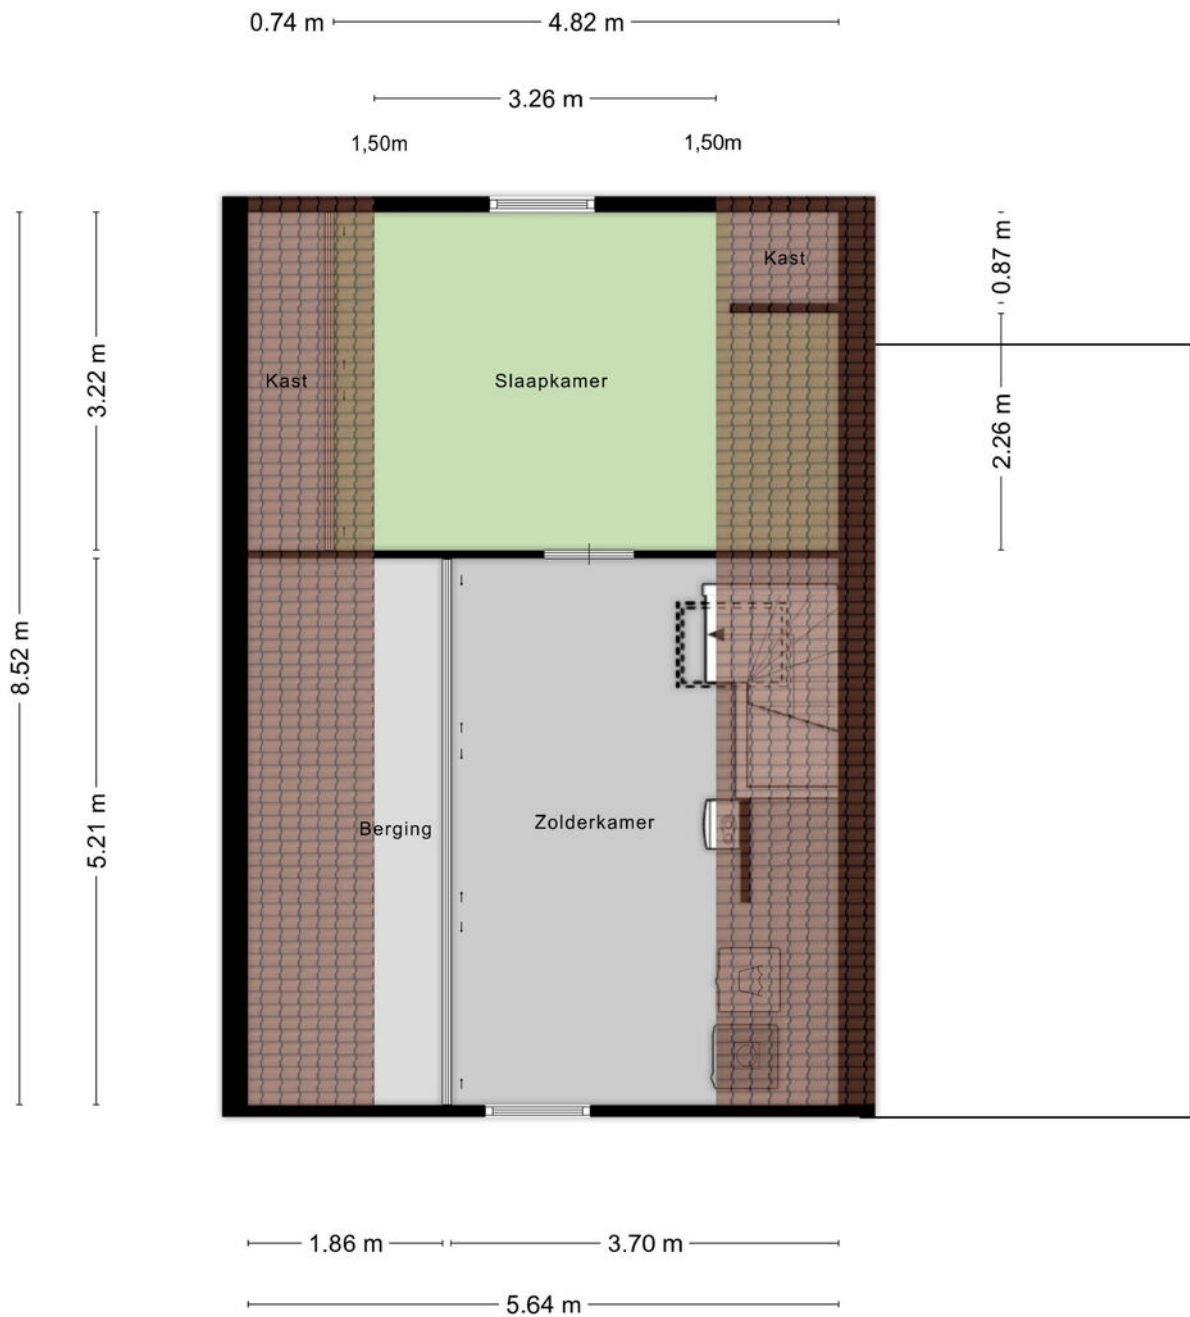 0.74 m 4.82 m
3.26 m
1,50m 1,50m
0.87 m
Kast
3.22 m
Kast
Slaapkamer
2.26 m
8.52 m
5.21 m
Berging
Zolderkamer
1.86 m 3.70 m
5.64 m